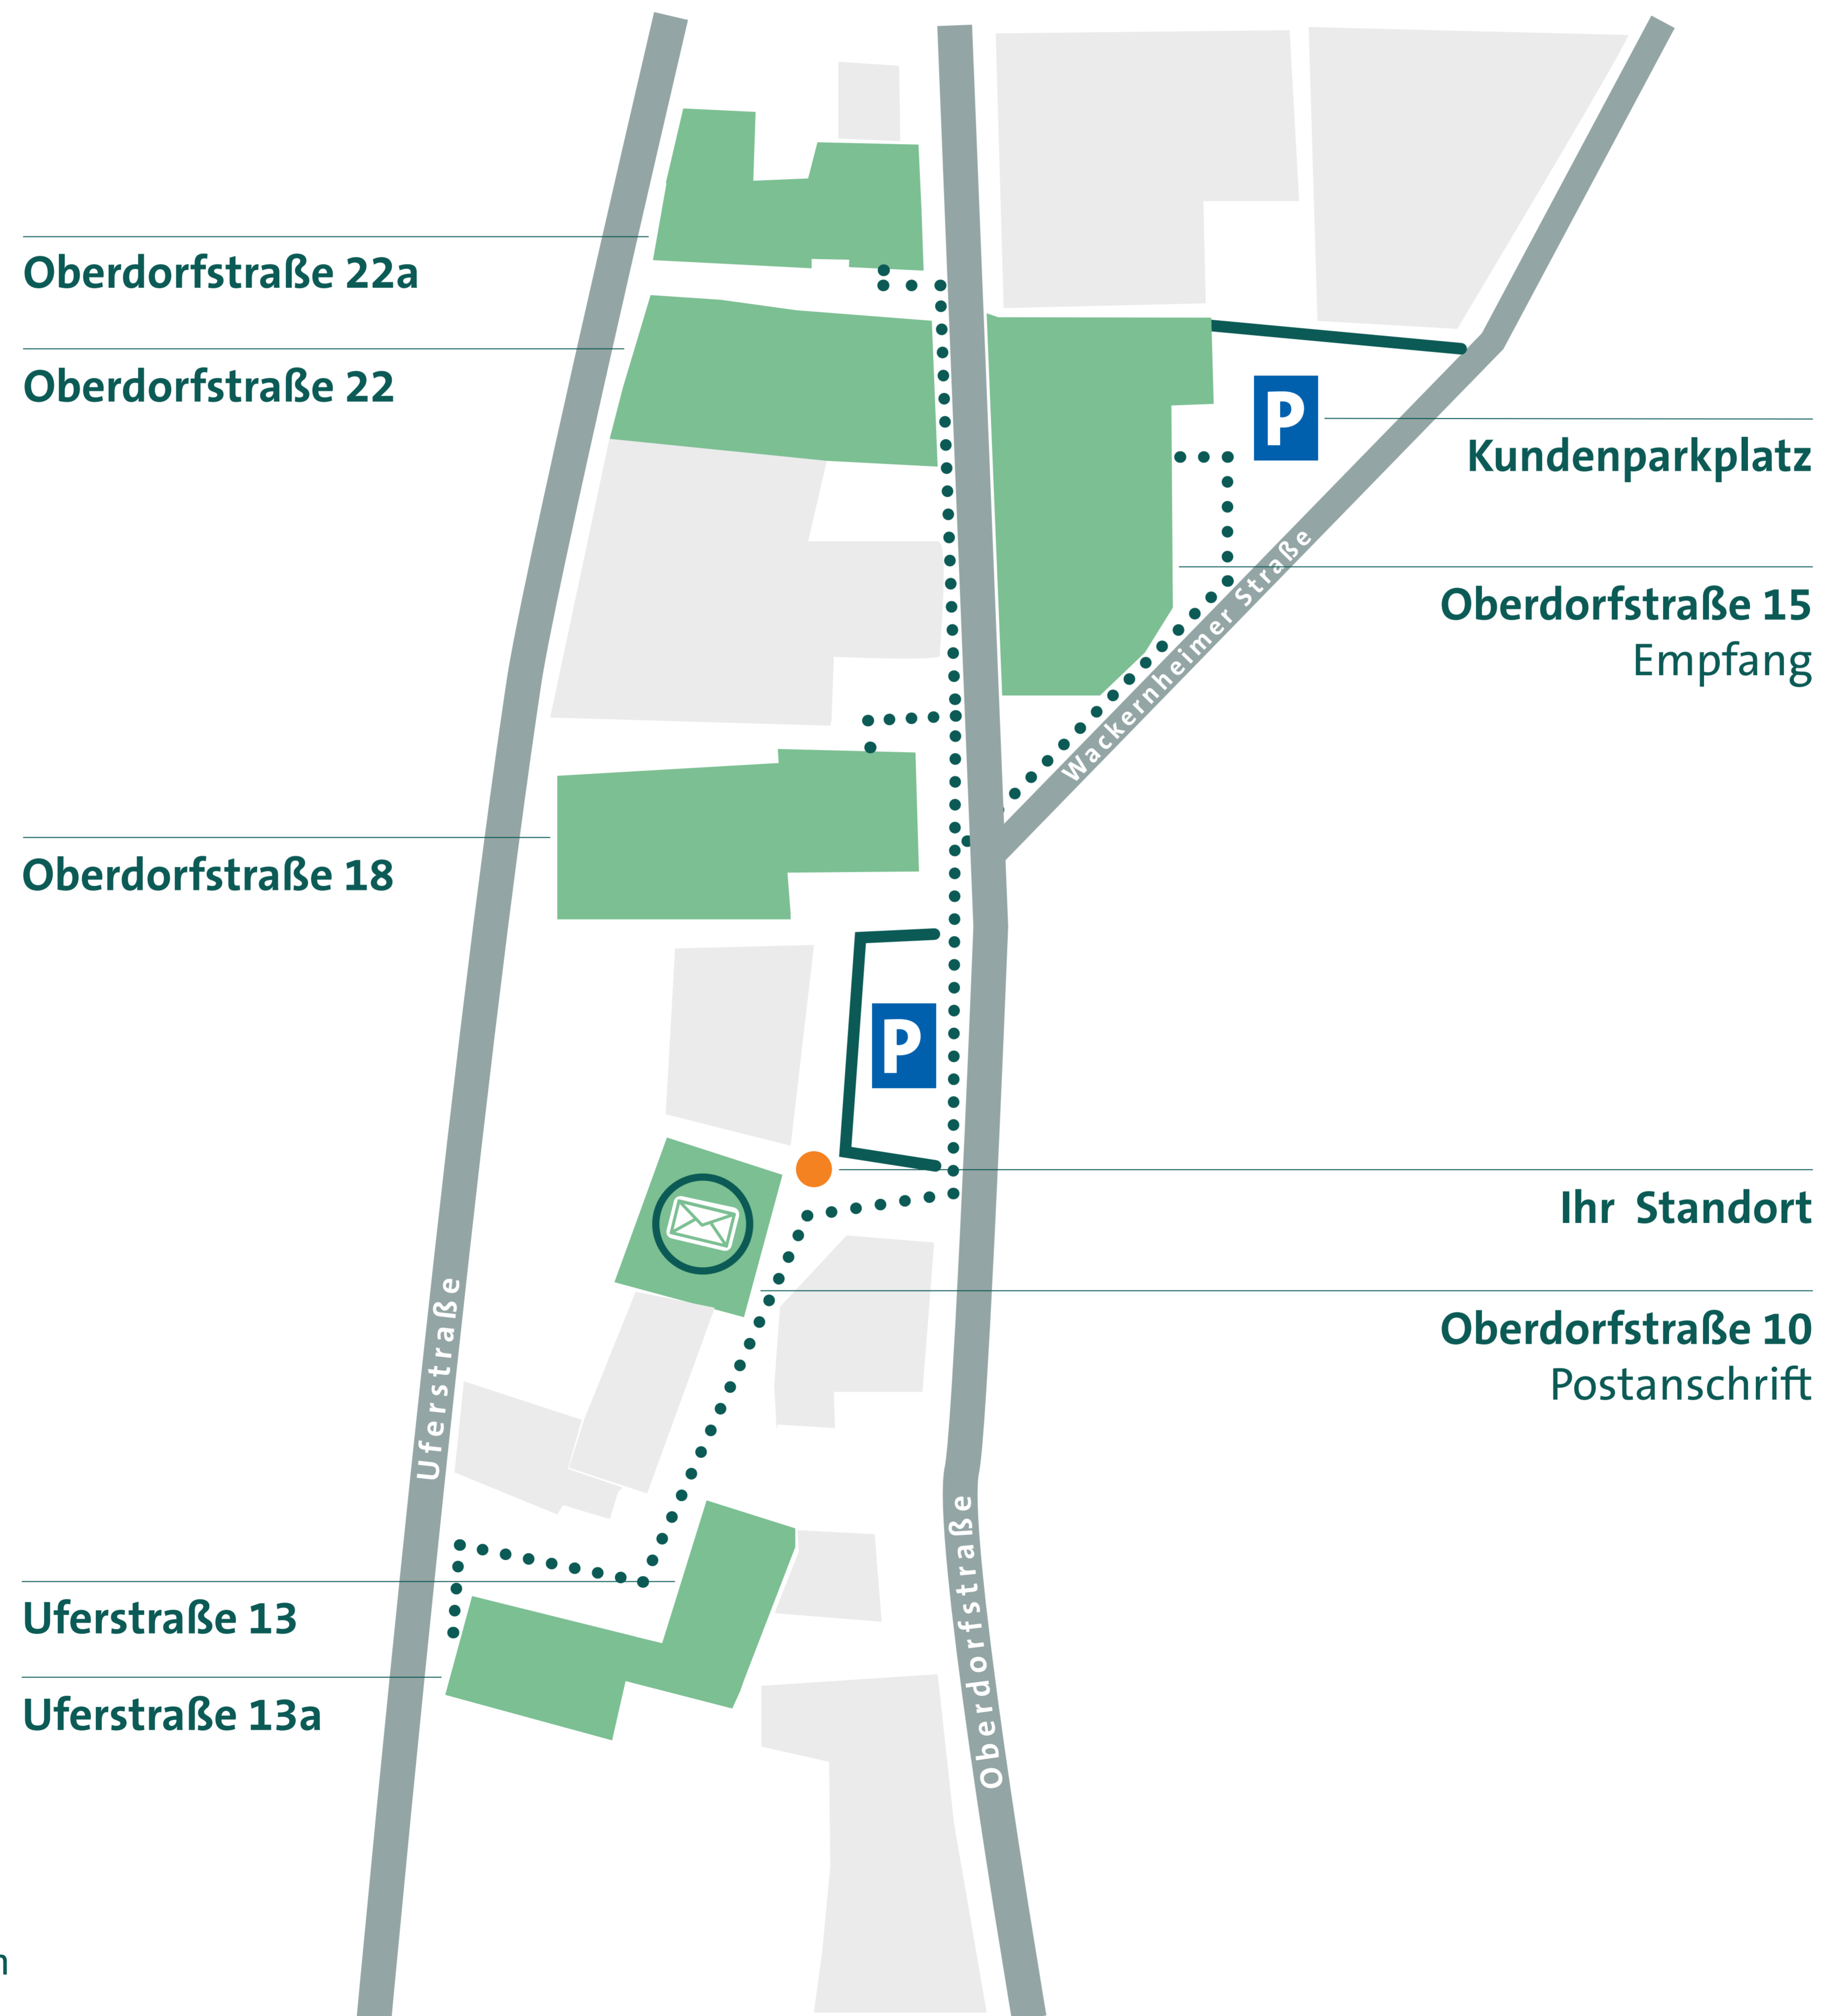 Oberdorfstraße 22a
Oberdorfstraße 22
P
Kundenparkplatz
Wackernheimer Straße
Oberdorfstraße 15
Empfang
Oberdorfstraße 18
P
Ihr Standort
Uferstraße
Oberdorfstraße 10
Postanschrift
Oberdorfstraße
Uferstraße 13
Uferstraße 13a